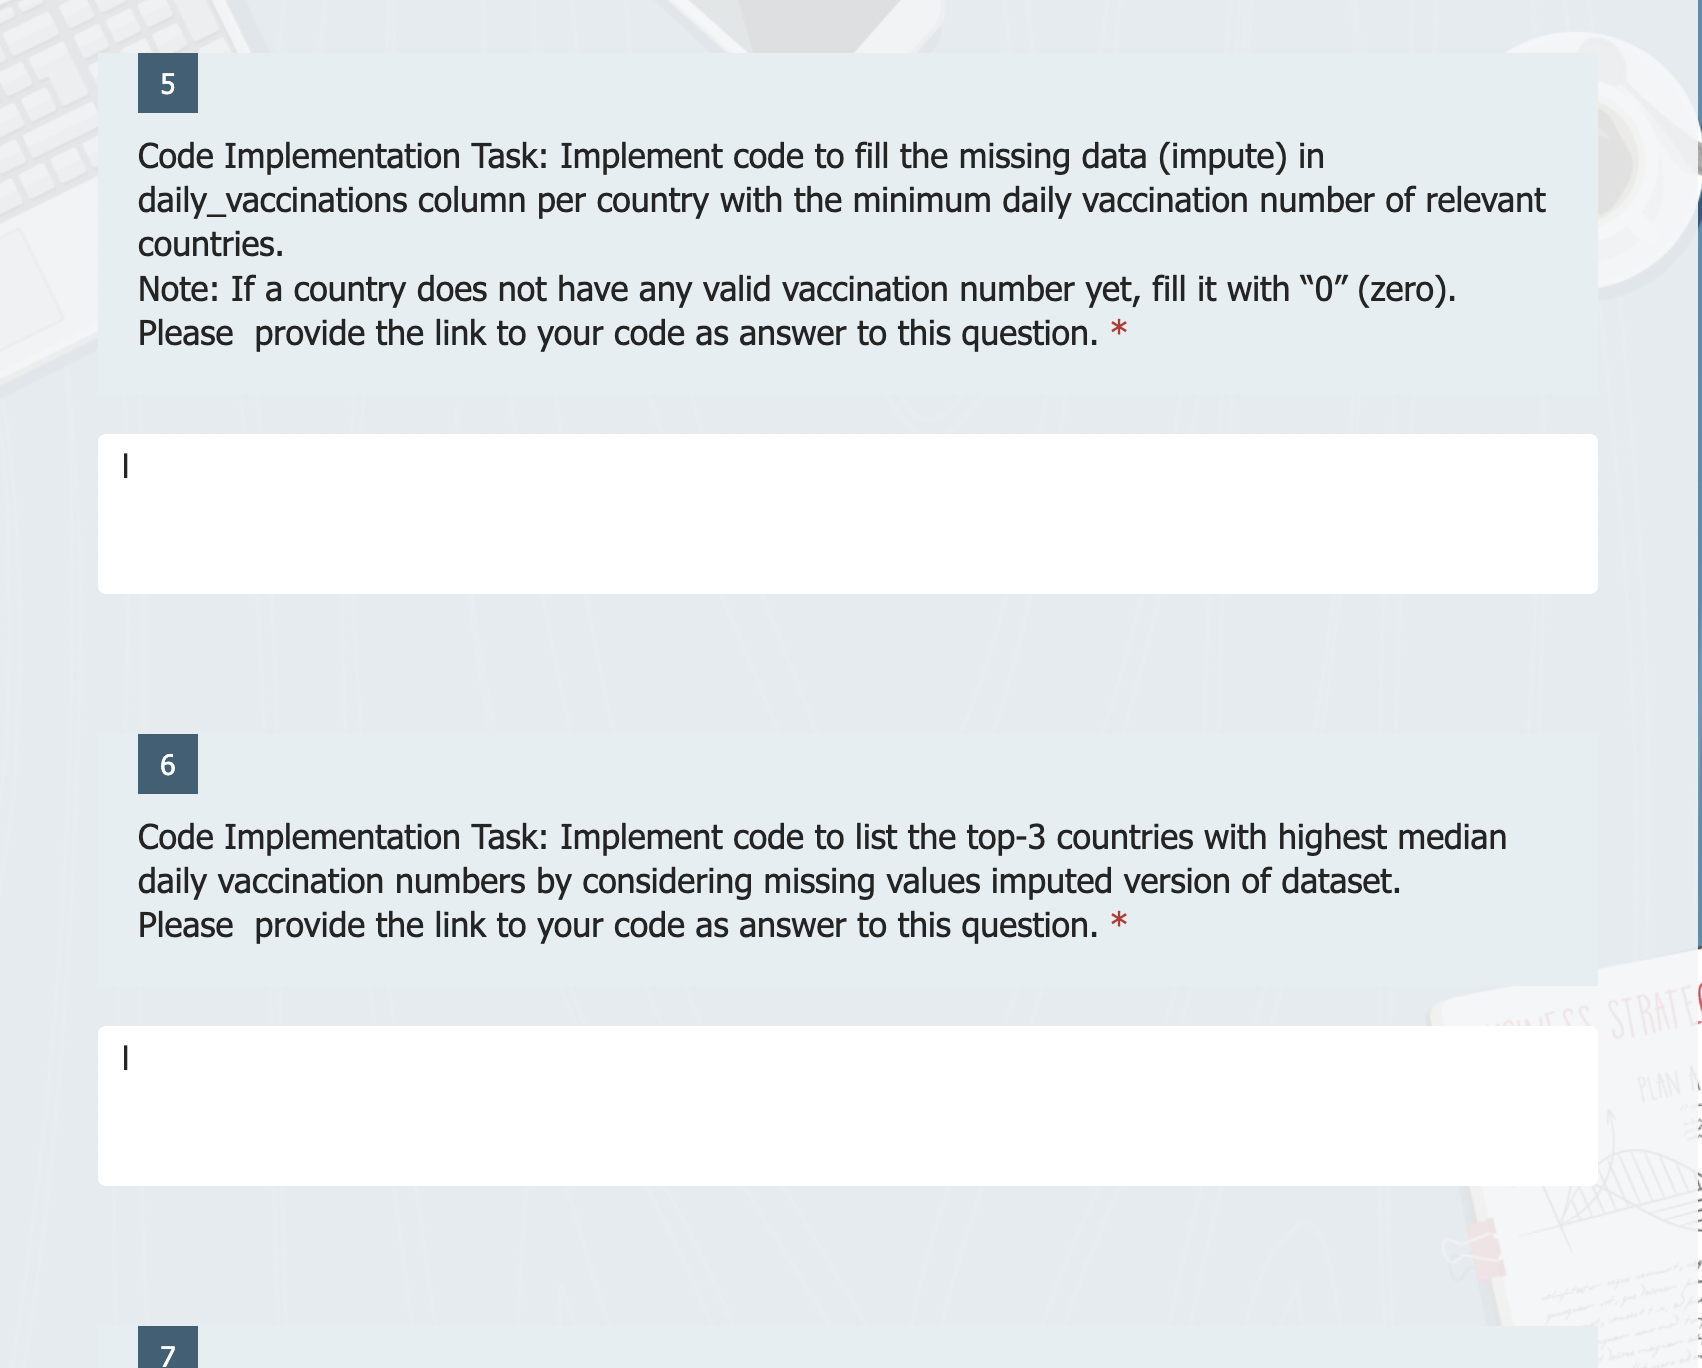 5
Code Implementation Task: Implement code to fill the missing data (impute) in
daily_vaccinations column per country with the minimum daily vaccination number of relevant
countries.
Note: If a country does not have any valid vaccination number yet, fill it with “0” (zero).
Please  provide the link to your code as answer to this question. *
6
Code Implementation Task: Implement code to list the top-3 countries with highest median
daily vaccination numbers by considering missing values imputed version of dataset.
Please  provide the link to your code as answer to this question. *
PLAN A
7